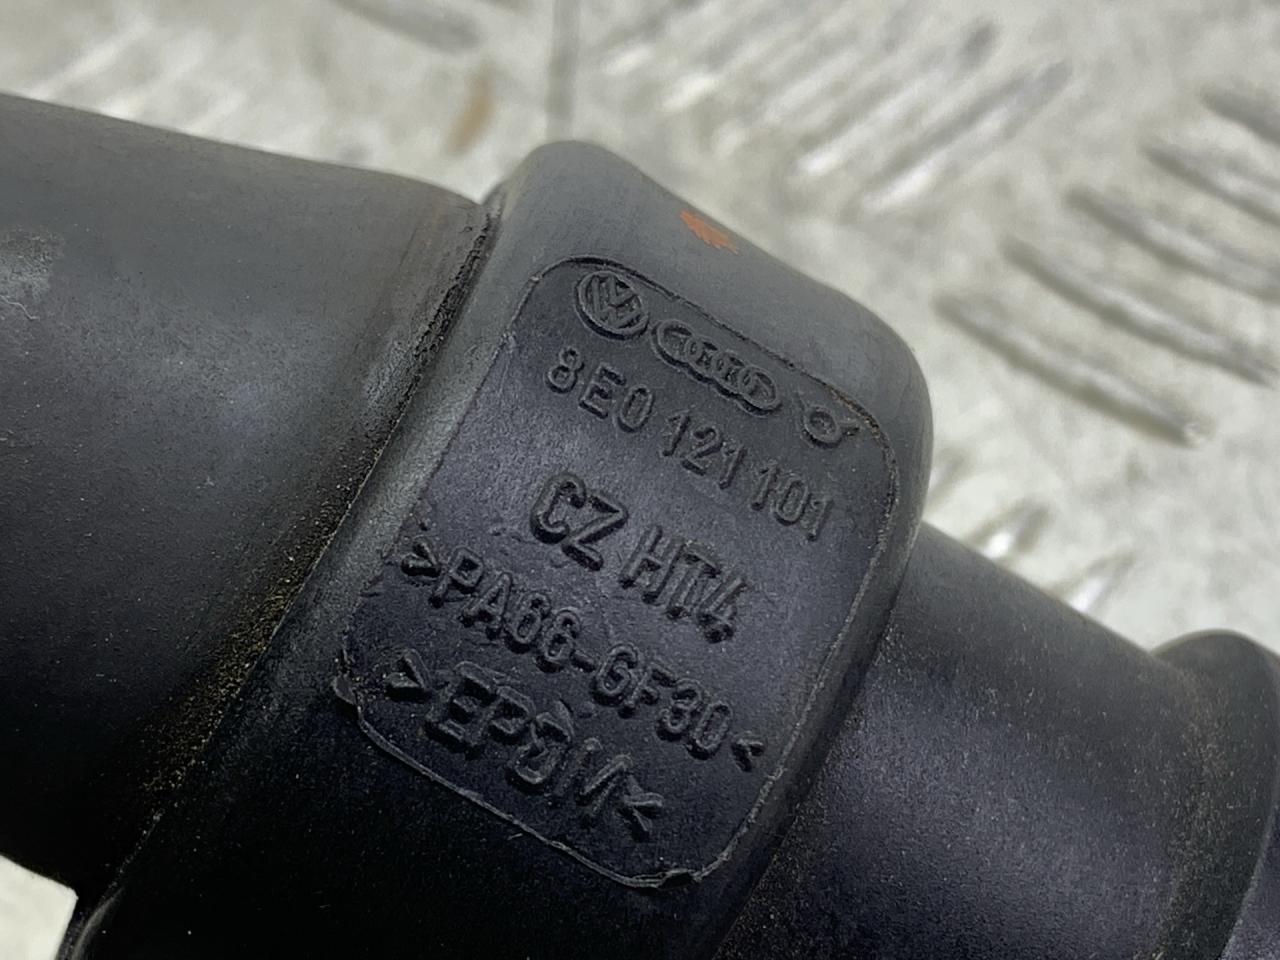 8E0 121 101
CZ HT4
>PA66-GF30<
>EPDM<